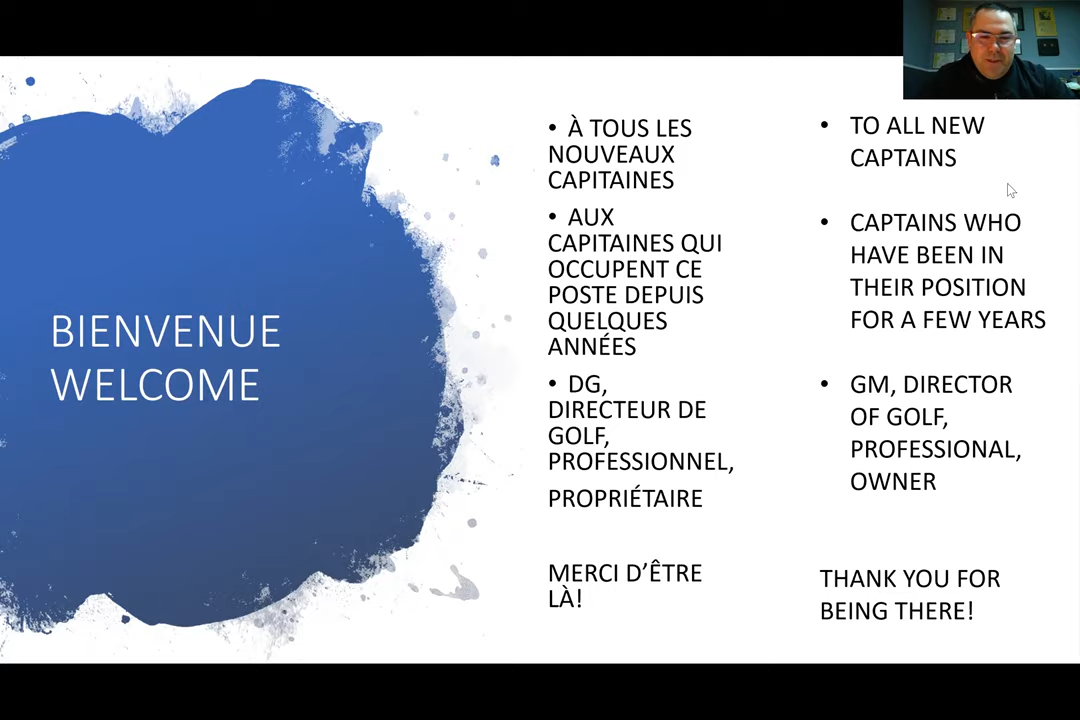 BIENVENUE
WELCOME
• À TOUS LES
NOUVEAUX
CAPITAINES
• AUX
CAPITAINES QUI
OCCUPENT CE
POSTE DEPUIS
QUELQUES
ANNÉES
• DG,
DIRECTEUR DE
GOLF,
PROFESSIONNEL,
PROPRIÉTAIRE
MERCI D’ÊTRE
LÀ!
• TO ALL NEW
CAPTAINS
• CAPTAINS WHO
HAVE BEEN IN
THEIR POSITION
FOR A FEW YEARS
• GM, DIRECTOR
OF GOLF,
PROFESSIONAL,
OWNER
THANK YOU FOR
BEING THERE!